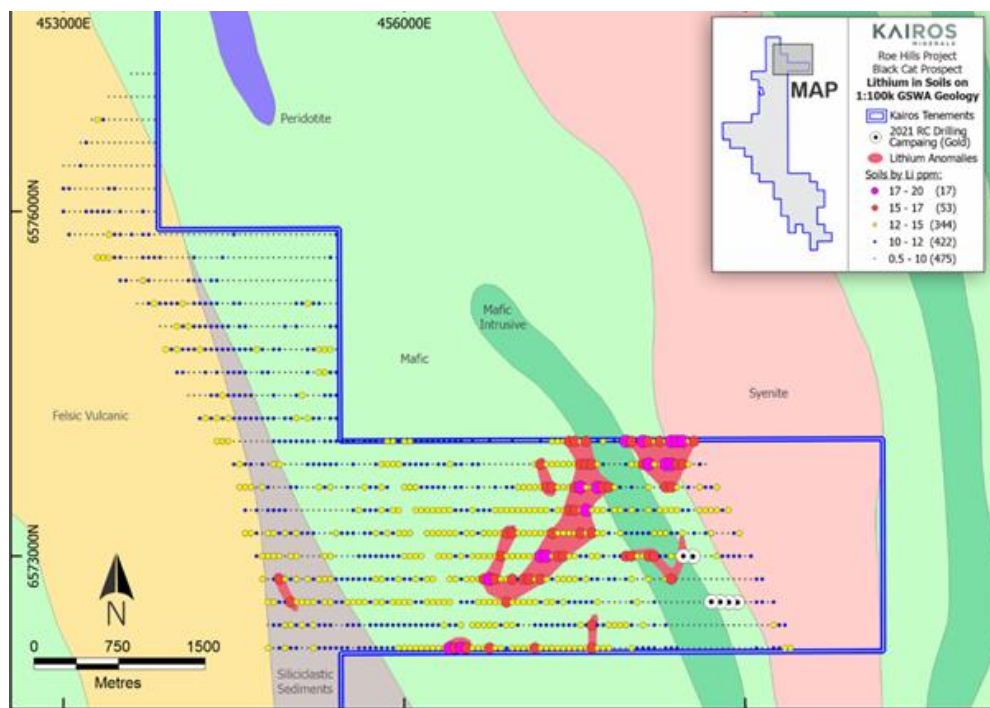 453000E
456000E
KAIROS
MINERALS
Roe Hills Project
Black Cat Prospect
Lithium in Soils on
1:100k GSWA Geology
MAP
Kairos Tenements
2021 RC Drilling
Campaing (Gold)
Lithium Anomalies
Soils by Li ppm:
17 - 20 (17)
15 - 17 (53)
12 - 15 (344)
10 - 12 (422)
0.5 - 10 (475)
Peridotite
6576000N
Mafic
Intrusive
Mafic
Syenite
Felsic Vulcanic
6573000N
N
0 750 1500
Metres
Siliciclastic
Sediments